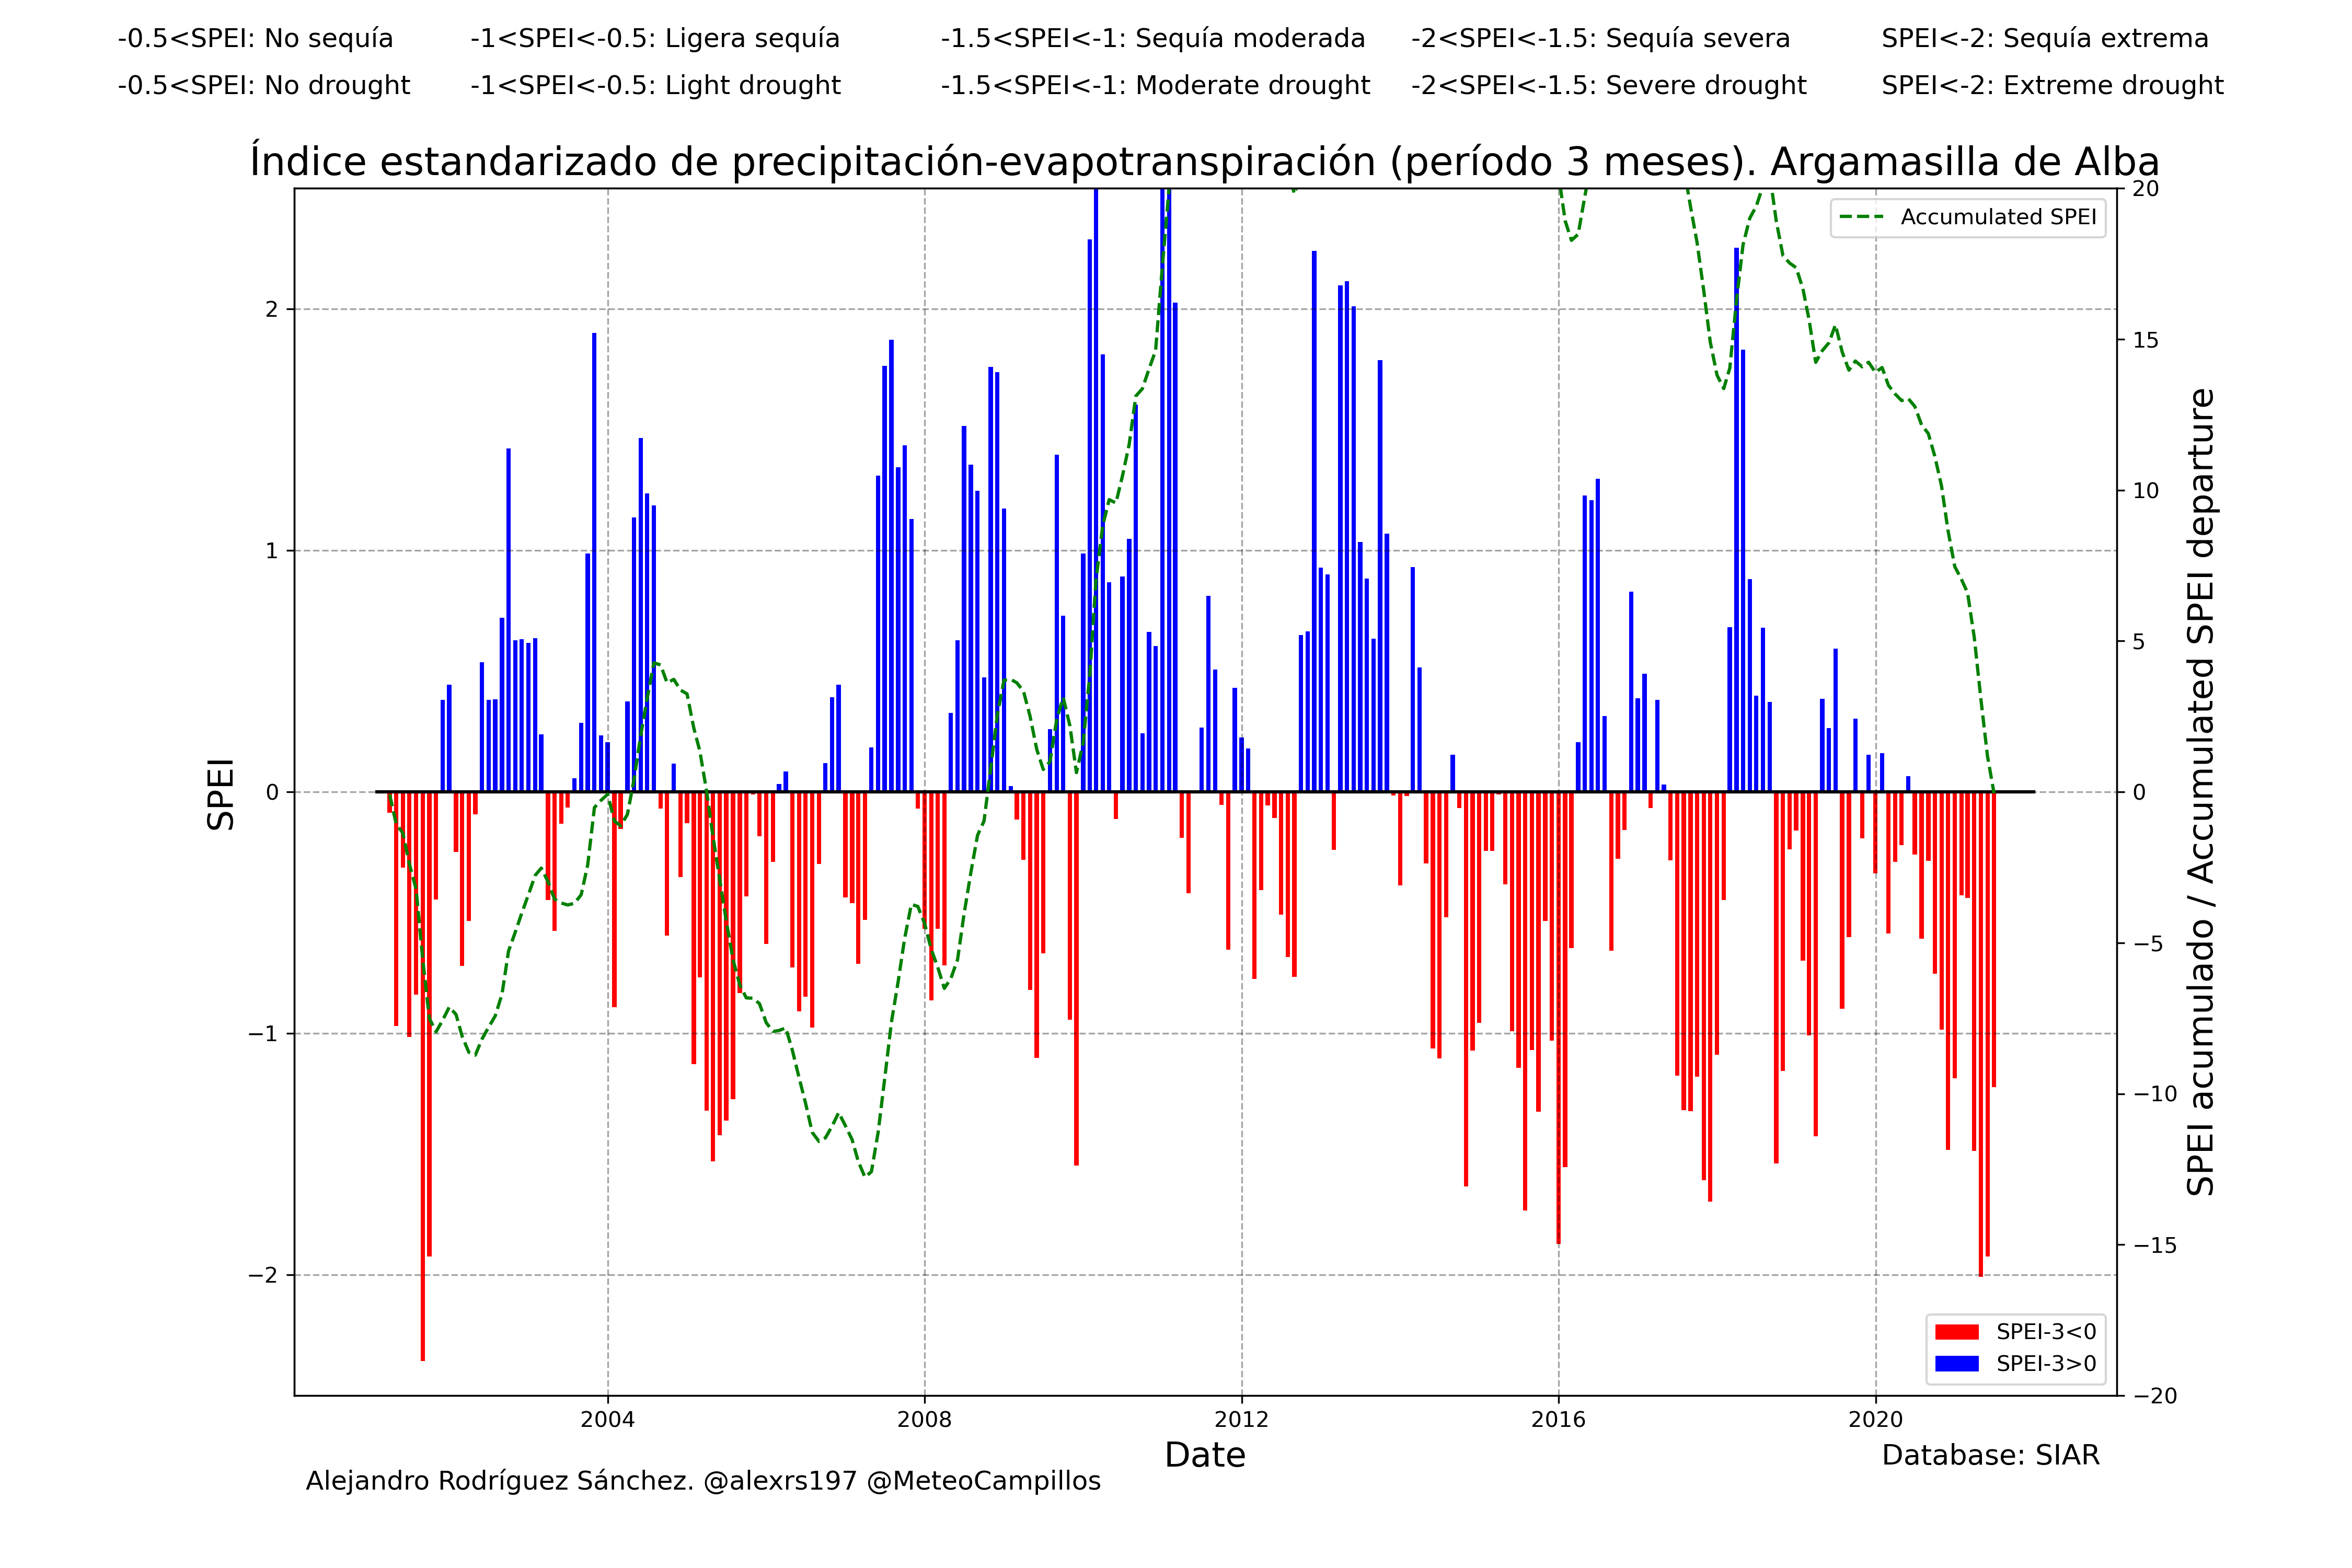 -0.5<SPEI: No sequía -1<SPEI<-0.5: Ligera sequía -1.5<SPEI<-1: Sequía moderada -2<SPEI<-1.5: Sequía severa SPEI<-2: Sequía extrema
-0.5<SPEI: No drought -1<SPEI<-0.5: Light drought -1.5<SPEI<-1: Moderate drought -2<SPEI<-1.5: Severe drought SPEI<-2: Extreme drought
Índice estandarizado de precipitación-evapotranspiración (período 3 meses). Argamasilla de Alba
Accumulated SPEI
SPEI
2
1
0
−1
−2
20
15
10
5
0
−5
−10
−15
−20
SPEI acumulado / Accumulated SPEI departure
SPEI-3<0
SPEI-3>0
2004 2008 2012 2016 2020
Date
Database: SIAR
Alejandro Rodríguez Sánchez. @alexrs197 @MeteoCampillos